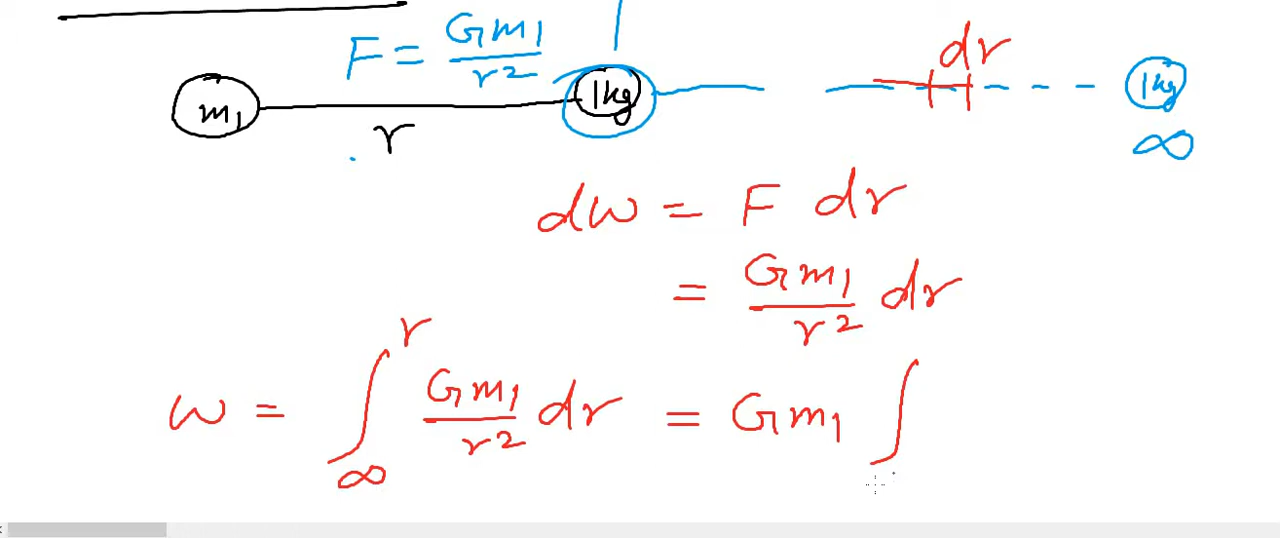 F = Gm₁/r²
dr
m₁
1kg
1kg
r
∞
dw = F dr
= Gm₁/r² dr
w = ∫_∞^r Gm₁/r² dr = Gm₁ ∫